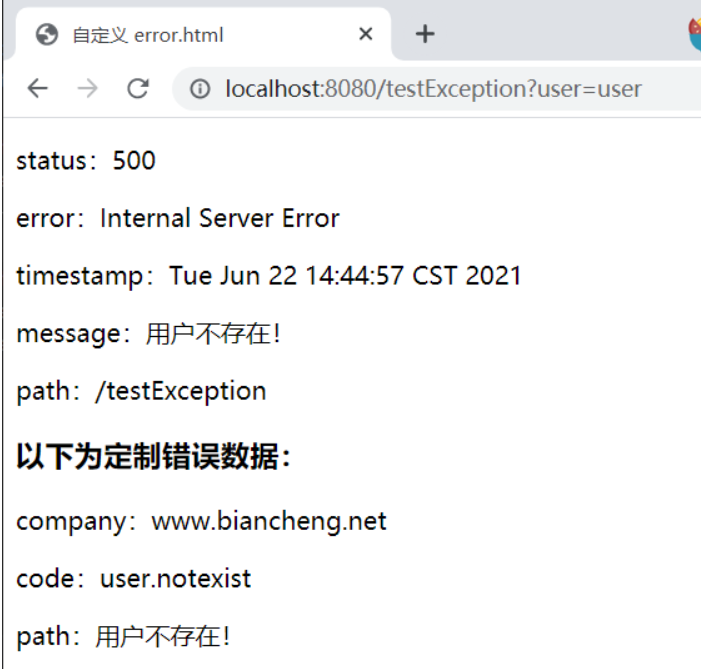 自定义 error.html
localhost:8080/testException?user=user
status：500
error：Internal Server Error
timestamp：Tue Jun 22 14:44:57 CST 2021
message：用户不存在！
path：/testException
以下为定制错误数据：
company：www.biancheng.net
code：user.notexist
path：用户不存在！